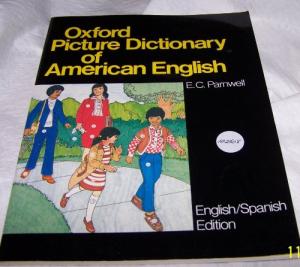 Oxford
Picture Dictionary
of
American English
E.C. Parnwell
English/Spanish
Edition